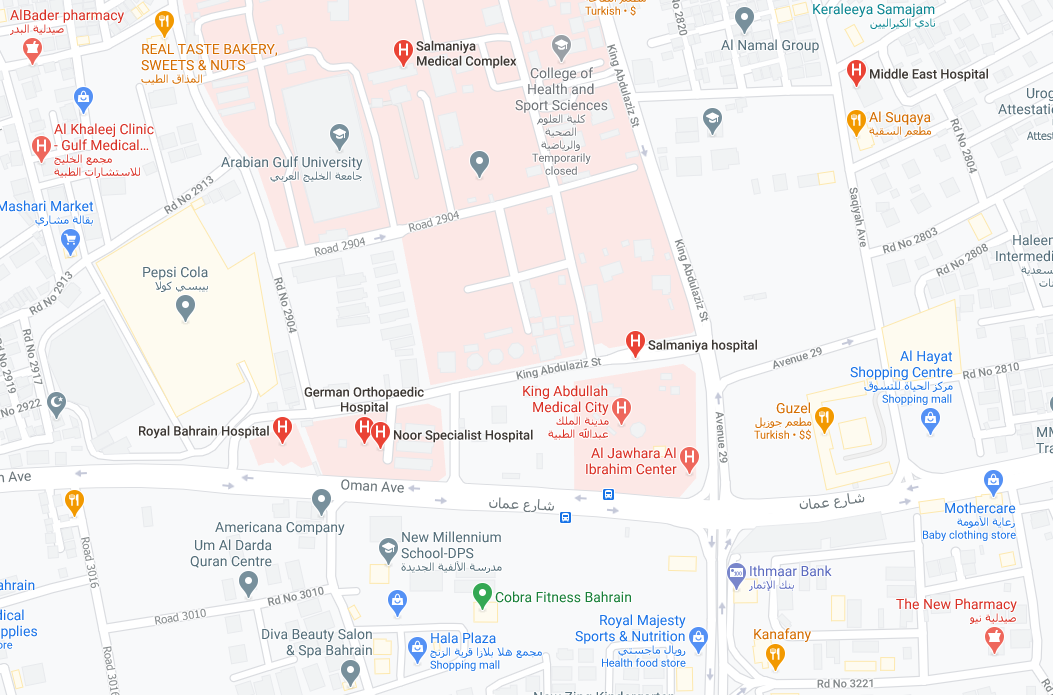 AlBader pharmacy
صيدلية البدر
REAL TASTE BAKERY,
SWEETS & NUTS
المذاق الطيب
Salmaniya
Medical Complex
Turkish • $
Rd No 2820
Keraleeya Samajam
نادي الكيراليين
Al Namal Group
College of
Health and
Sport Sciences
كلية العلوم
الصحية
والرياضية
Temporarily
closed
King Abdulaziz St
Middle East Hospital
Al Suqaya
مطعم السقية
Attestation
Rd No 2804
Al Khaleej Clinic
- Gulf Medical...
مجمع الخليج
للاستشارات الطبية
Arabian Gulf University
جامعة الخليج العربي
Rd No 2913
Mashari Market
بقالة مشاري
Road 2904
Road 2904
Saqiyah Ave
Rd No 2803
Rd No 2808
Pepsi Cola
بيبسي كولا
Rd No 2913
Rd No 2904
King Abdulaziz St
Rd No 2919
Rd No 2917
Salmaniya hospital
King Abdulaziz St
Avenue 29
Al Hayat
Shopping Centre
مركز الحياة للتسوق
Shopping mall
Rd No 2810
German Orthopaedic
Hospital
King Abdullah
Medical City
مدينة الملك
عبدالله الطبية
No 2922
Royal Bahrain Hospital
Noor Specialist Hospital
Guzel
مطعم جوزيل
Turkish • $$
Avenue 29
Al Jawhara Al
Ibrahim Center
Ave
Oman Ave
شارع عمان
شارع عمان
Mothercare
رعاية الأمومة
Baby clothing store
Americana Company
Um Al Darda
Quran Centre
New Millennium
School-DPS
مدرسة الألفية الجديدة
Road 3016
Ithmaar Bank
بنك الإثمار
Cobra Fitness Bahrain
Road 3010
Rd No 3010
The New Pharmacy
صيدلية نيو
Diva Beauty Salon
& Spa Bahrain
Hala Plaza
مجمع هلا بلازا قرية الزنج
Shopping mall
Royal Majesty
Sports & Nutrition
رويال ماجستي
Health food store
Kanafany
Road 3016
Rd No 3221